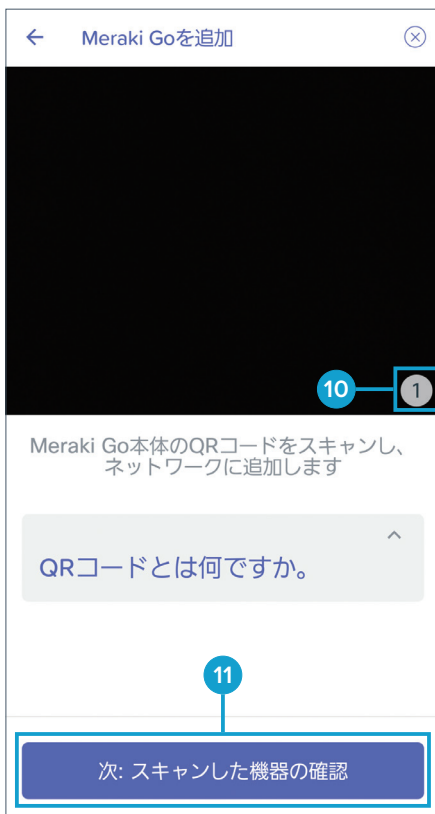 Meraki Goを追加
10
1
Meraki Go本体のQRコードをスキャンし、
ネットワークに追加します
QRコードとは何ですか。
11
次: スキャンした機器の確認